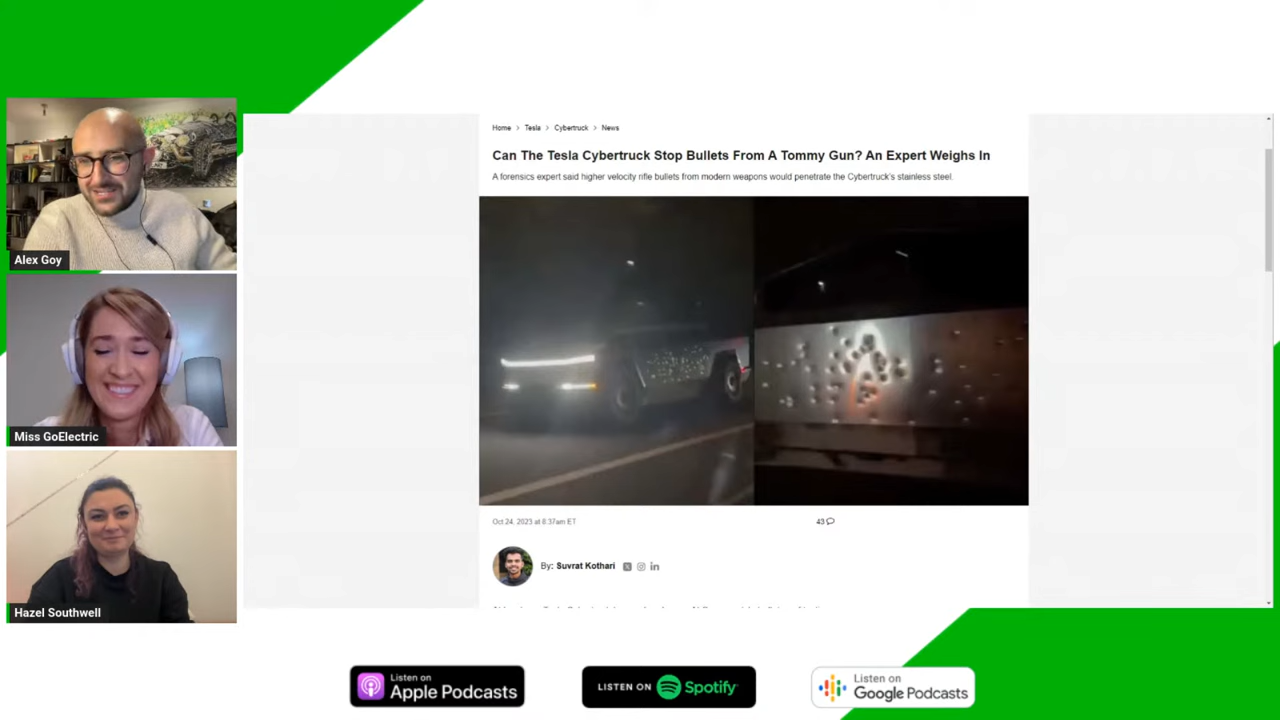 Home > Tesla > Cybertruck > News
Can The Tesla Cybertruck Stop Bullets From A Tommy Gun? An Expert Weighs In
A forensics expert said higher velocity rifle bullets from modern weapons would penetrate the Cybertruck's stainless steel.
Alex Goy
Miss GoElectric
Oct 24, 2023 at 8:37am ET
43
By: Suvrat Kothari
Hazel Southwell
Listen on
Apple Podcasts
LISTEN ON Spotify
Listen on
Google Podcasts